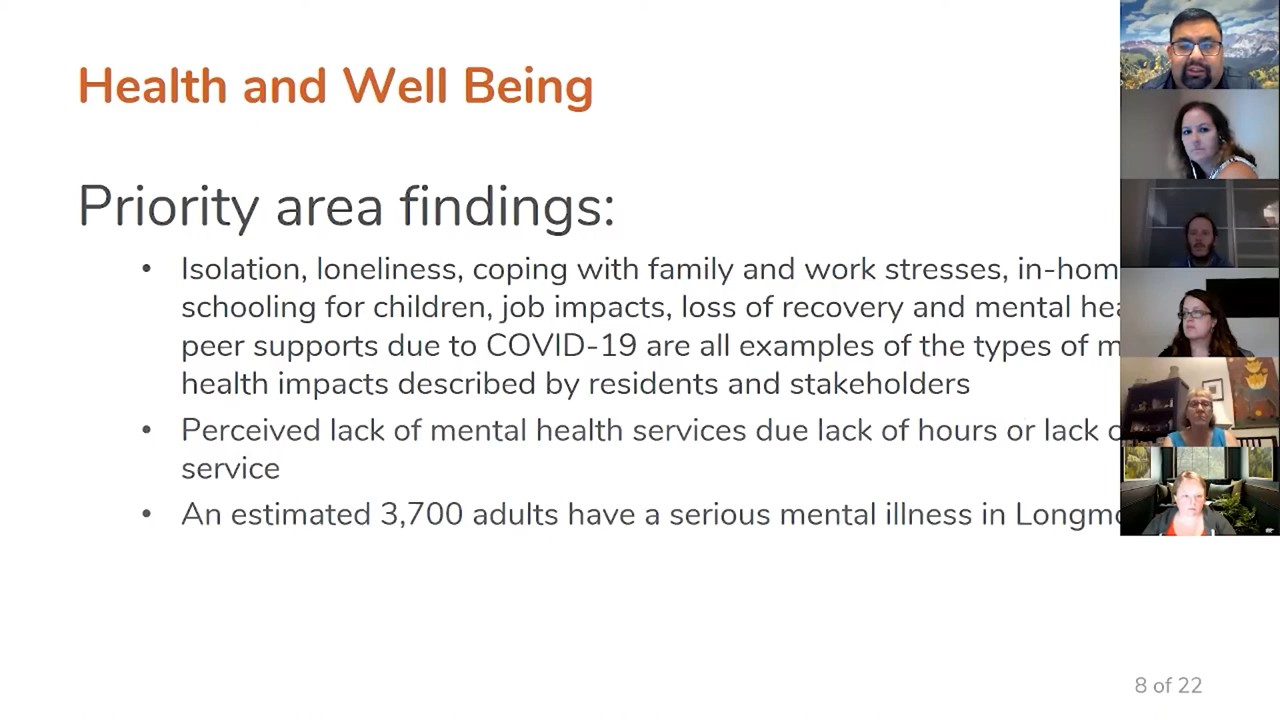 Health and Well Being
Priority area findings:
• Isolation, loneliness, coping with family and work stresses, in-hom
schooling for children, job impacts, loss of recovery and mental hea
peer supports due to COVID-19 are all examples of the types of m
health impacts described by residents and stakeholders
• Perceived lack of mental health services due lack of hours or lack o
service
• An estimated 3,700 adults have a serious mental illness in Longmo
8 of 22